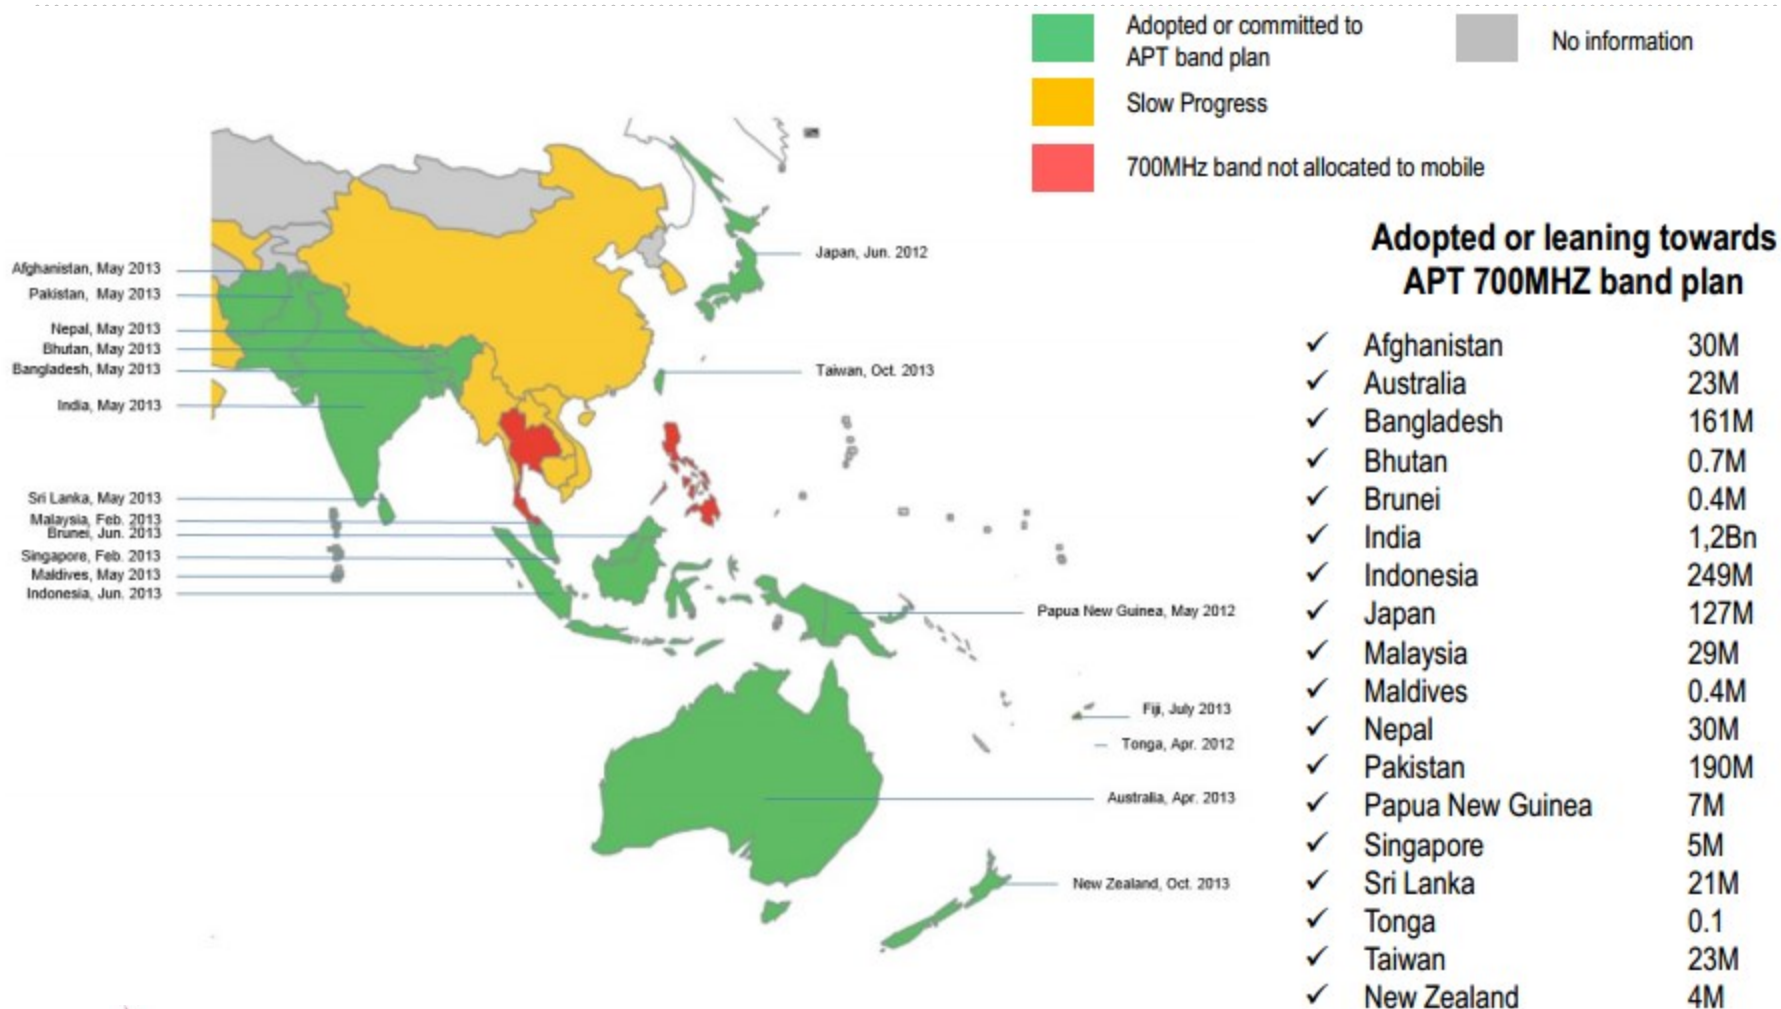 Adopted or committed to
APT band plan
No information
Slow Progress
700MHz band not allocated to mobile
Adopted or leaning towards
APT 700MHZ band plan
Afghanistan, May 2013
Pakistan, May 2013
Nepal, May 2013
Bhutan, May 2013
Bangladesh, May 2013
India, May 2013
Sri Lanka, May 2013
Malaysia, Feb. 2013
Brunei, Jun. 2013
Singapore, Feb. 2013
Maldives, May 2013
Indonesia, Jun. 2013
Japan, Jun. 2012
Taiwan, Oct. 2013
Papua New Guinea, May 2012
Fiji, July 2013
Tonga, Apr. 2012
Australia, Apr. 2013
New Zealand, Oct. 2013
✓ Afghanistan 30M
✓ Australia 23M
✓ Bangladesh 161M
✓ Bhutan 0.7M
✓ Brunei 0.4M
✓ India 1,2Bn
✓ Indonesia 249M
✓ Japan 127M
✓ Malaysia 29M
✓ Maldives 0.4M
✓ Nepal 30M
✓ Pakistan 190M
✓ Papua New Guinea 7M
✓ Singapore 5M
✓ Sri Lanka 21M
✓ Tonga 0.1
✓ Taiwan 23M
✓ New Zealand 4M